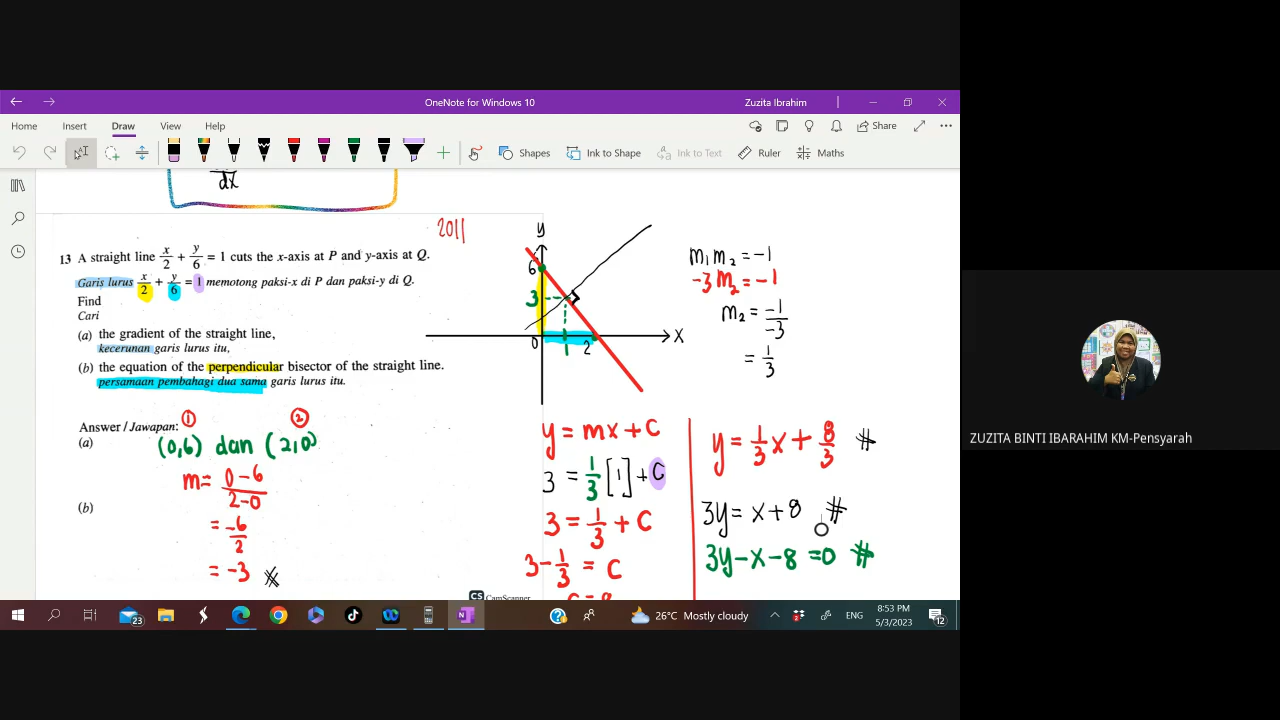 OneNote for Windows 10
Zuzita Ibrahim
Home Insert Draw View Help
Share
Shapes Ink to Shape Ink to Text Ruler Maths
dx
2011
13 A straight line x/2 + y/6 = 1 cuts the x-axis at P and y-axis at Q.
Garis lurus x/2 + y/6 = 1 memotong paksi-x di P dan paksi-y di Q.
Find
Cari
(a) the gradient of the straight line,
kecerunan garis lurus itu,
(b) the equation of the perpendicular bisector of the straight line.
persamaan pembahagi dua sama garis lurus itu.
Answer / Jawapan:
① ②
(a) (0,6) dan (2,0)
m = 0-6/2-0
= -6/2
= -3
(b)
y
6
3
0 1 2 X
m₁m₂ = -1
-3m₂ = -1
m₂ = -1/-3
= 1/3
y = mx + c
3 = 1/3 [1] + c
3 = 1/3 + c
3 - 1/3 = c
y = 1/3 x + 8/3 #
3y = x + 8 #
3y - x - 8 = 0 #
CS CamScanner
ZUZITA BINTI IBARAHIM KM-Pensyarah
23
26°C Mostly cloudy
2
ENG
8:53 PM
5/3/2023
12